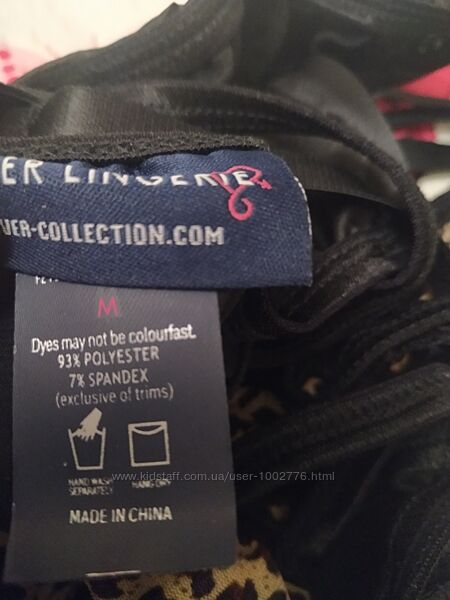 ER LINGERIE
VER-COLLECTION.COM
M
Dyes may not be colourfast.
93% POLYESTER
7% SPANDEX
(exclusive of trims)
HAND WASH
SEPARATELY
HANG DRY
www.kidstaff.com.ua/user-1002776.html
MADE IN CHINA